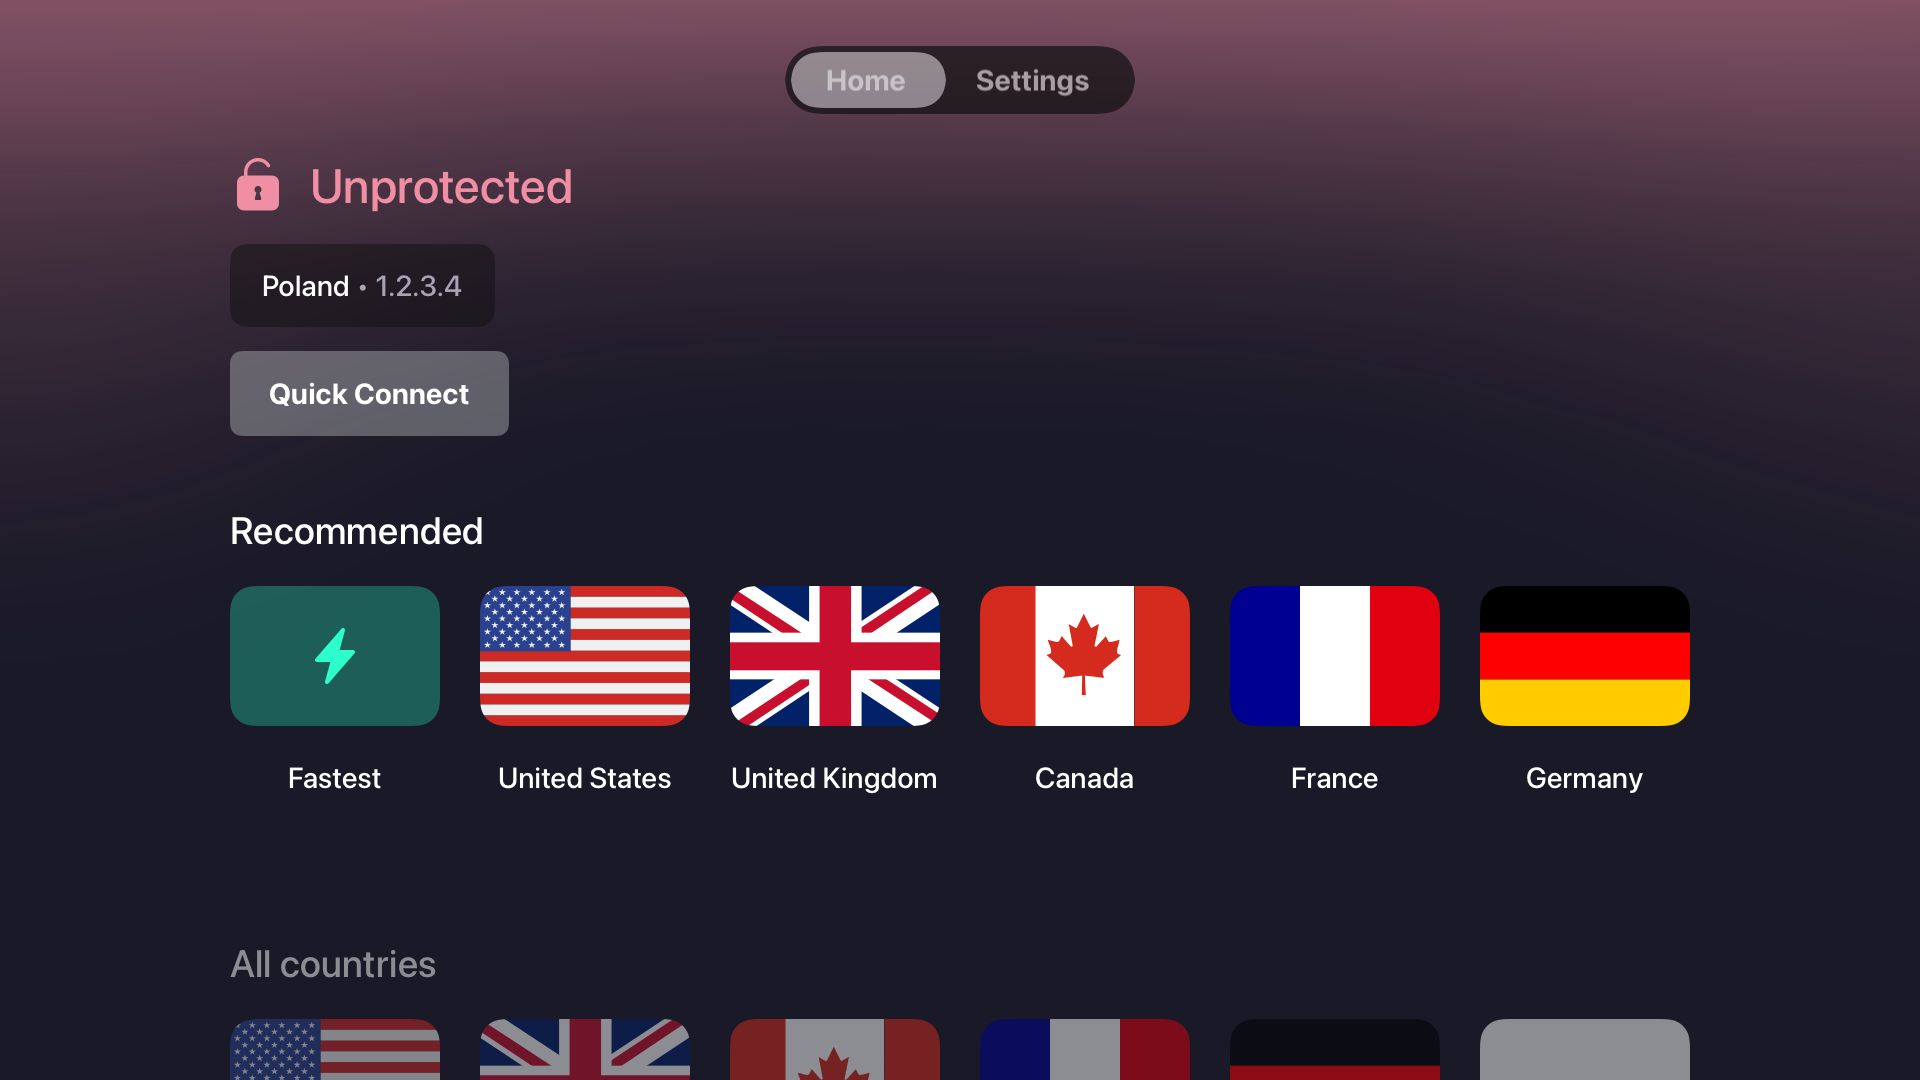 Home
Settings
Unprotected
Poland • 1.2.3.4
Quick Connect
Recommended
Fastest
United States
United Kingdom
Canada
France
Germany
All countries